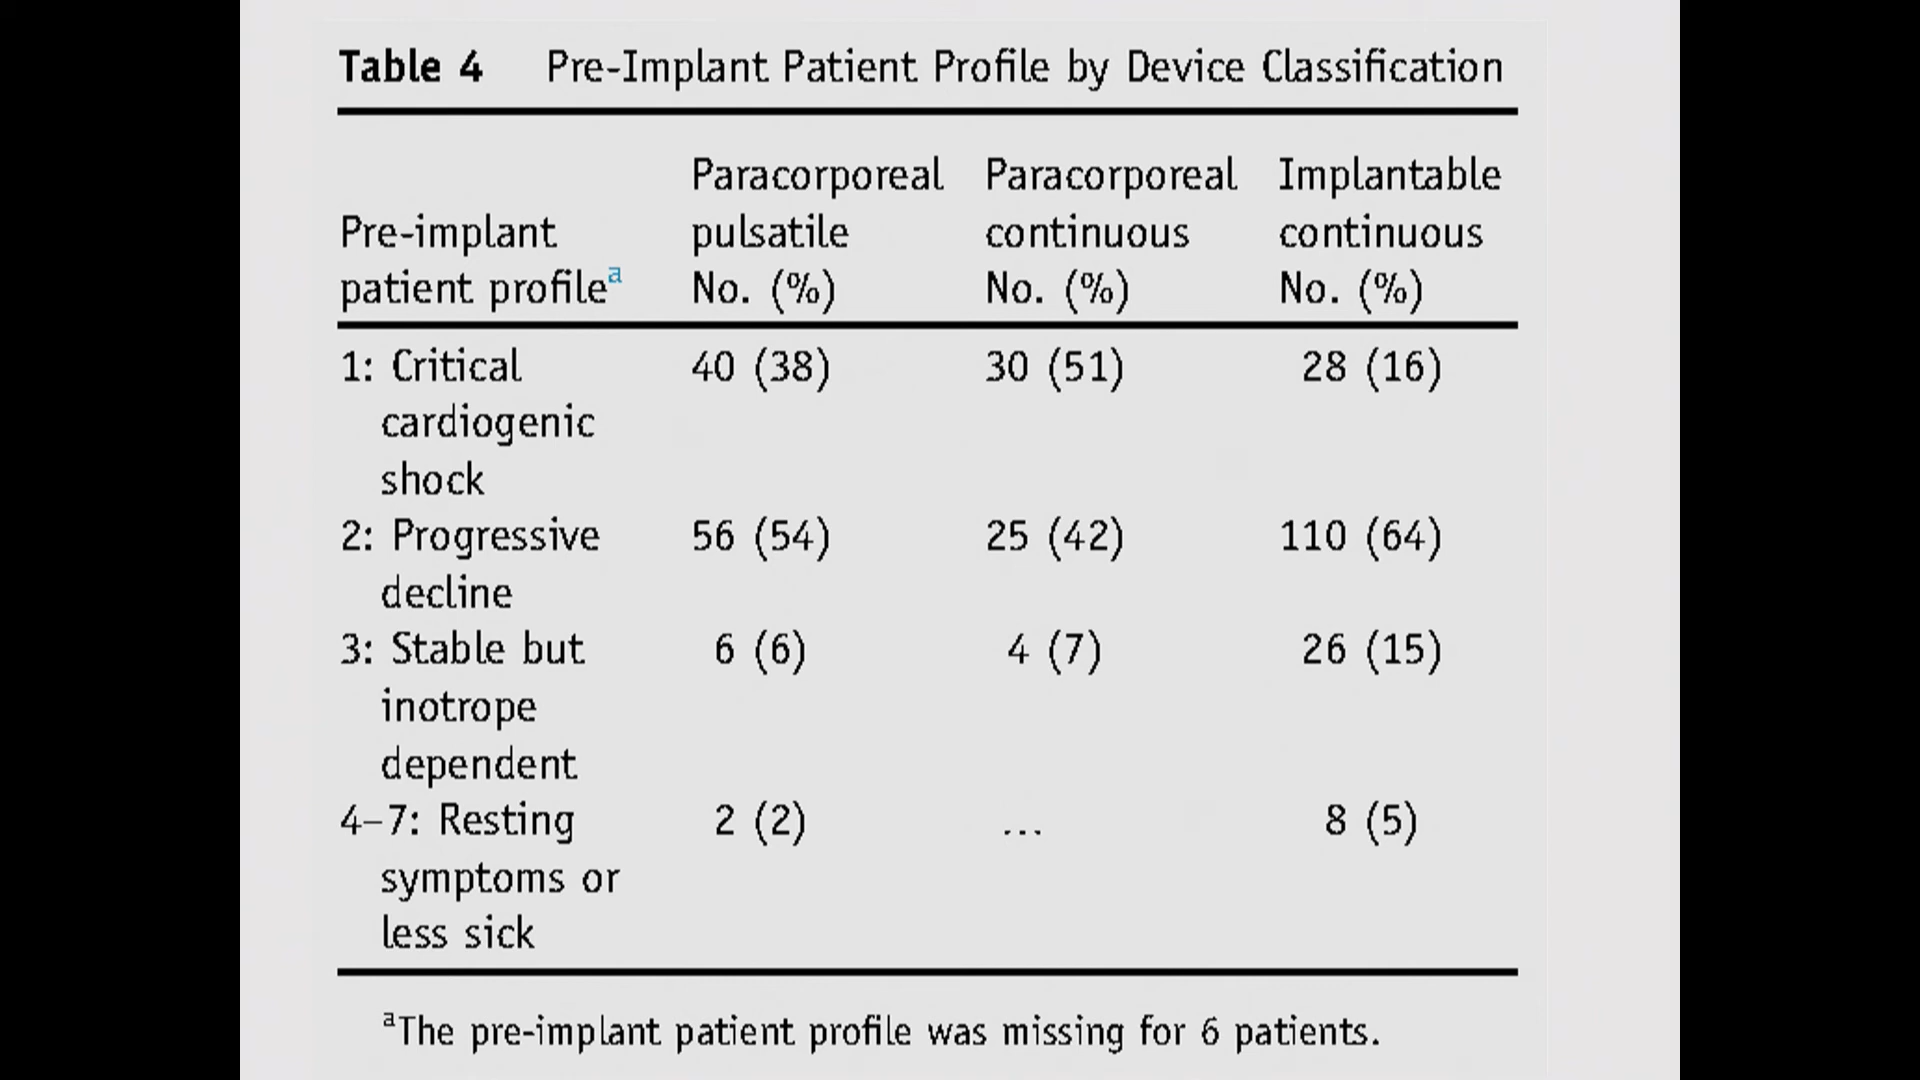 Table 4 Pre-Implant Patient Profile by Device Classification
Pre-implant patient profileᵃ Paracorporeal pulsatile No. (%) Paracorporeal continuous No. (%) Implantable continuous No. (%)
1: Critical 40 (38) 30 (51) 28 (16)
cardiogenic
shock
2: Progressive 56 (54) 25 (42) 110 (64)
decline
3: Stable but 6 (6) 4 (7) 26 (15)
inotrope
dependent
4–7: Resting 2 (2) ... 8 (5)
symptoms or
less sick
ᵃThe pre-implant patient profile was missing for 6 patients.